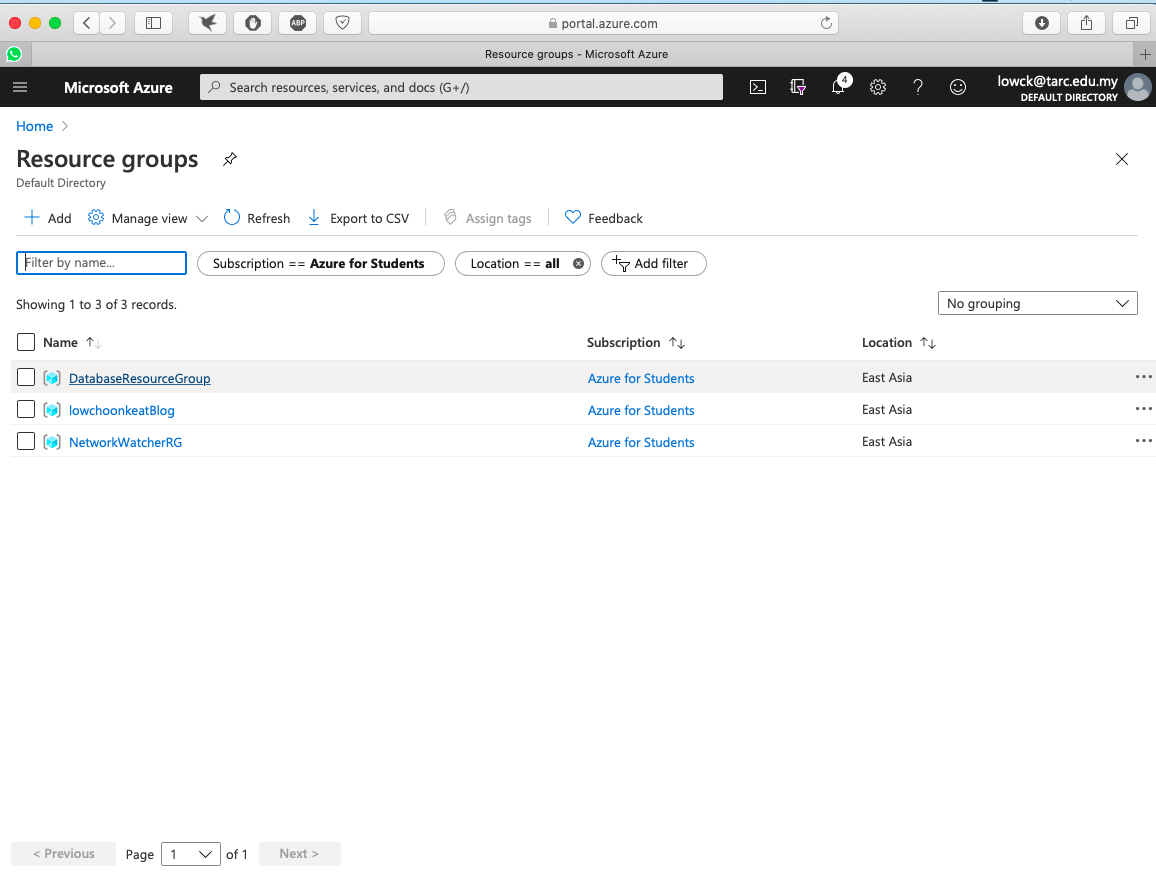 portal.azure.com
Resource groups - Microsoft Azure
Microsoft Azure
Search resources, services, and docs (G+/)
4
lowck@tarc.edu.my
DEFAULT DIRECTORY
Home
Resource groups
Default Directory
Add Manage view Refresh Export to CSV Assign tags Feedback
Filter by name... Subscription == Azure for Students Location == all Add filter
Showing 1 to 3 of 3 records. No grouping
Name Subscription Location
DatabaseResourceGroup Azure for Students East Asia
lowchoonkeatBlog Azure for Students East Asia
NetworkWatcherRG Azure for Students East Asia
< Previous Page 1 of 1 Next >
ABP